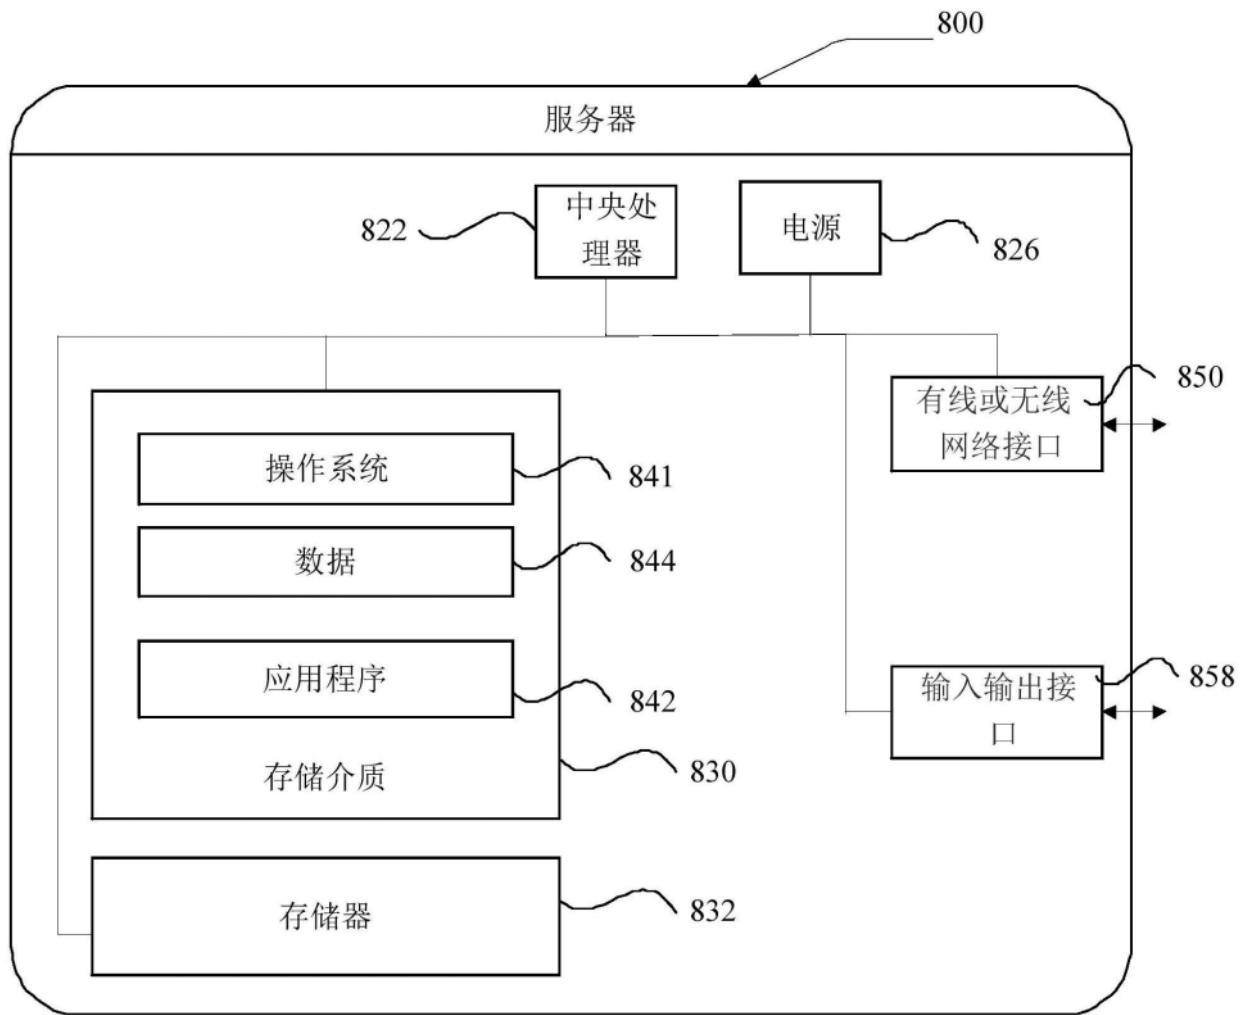 800
服务器
中央处
理器
822
电源
826
有线或无线
网络接口
850
操作系统
841
数据
844
应用程序
842
存储介质
830
输入输出接
口
858
存储器
832